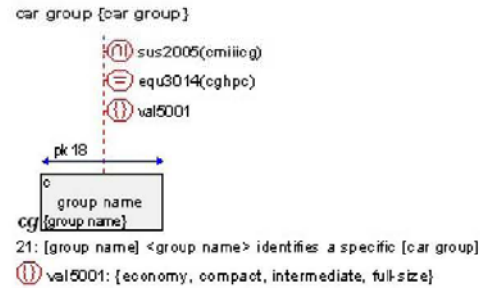 car group {car group}
sus2005(cmiiicg)
equ3014(cghpc)
{} val5001
pk 18
c
group name
cg {group name}
21: [group name] <group name> identifies a specific [car group]
{} val5001: {economy, compact, intermediate, full-size}